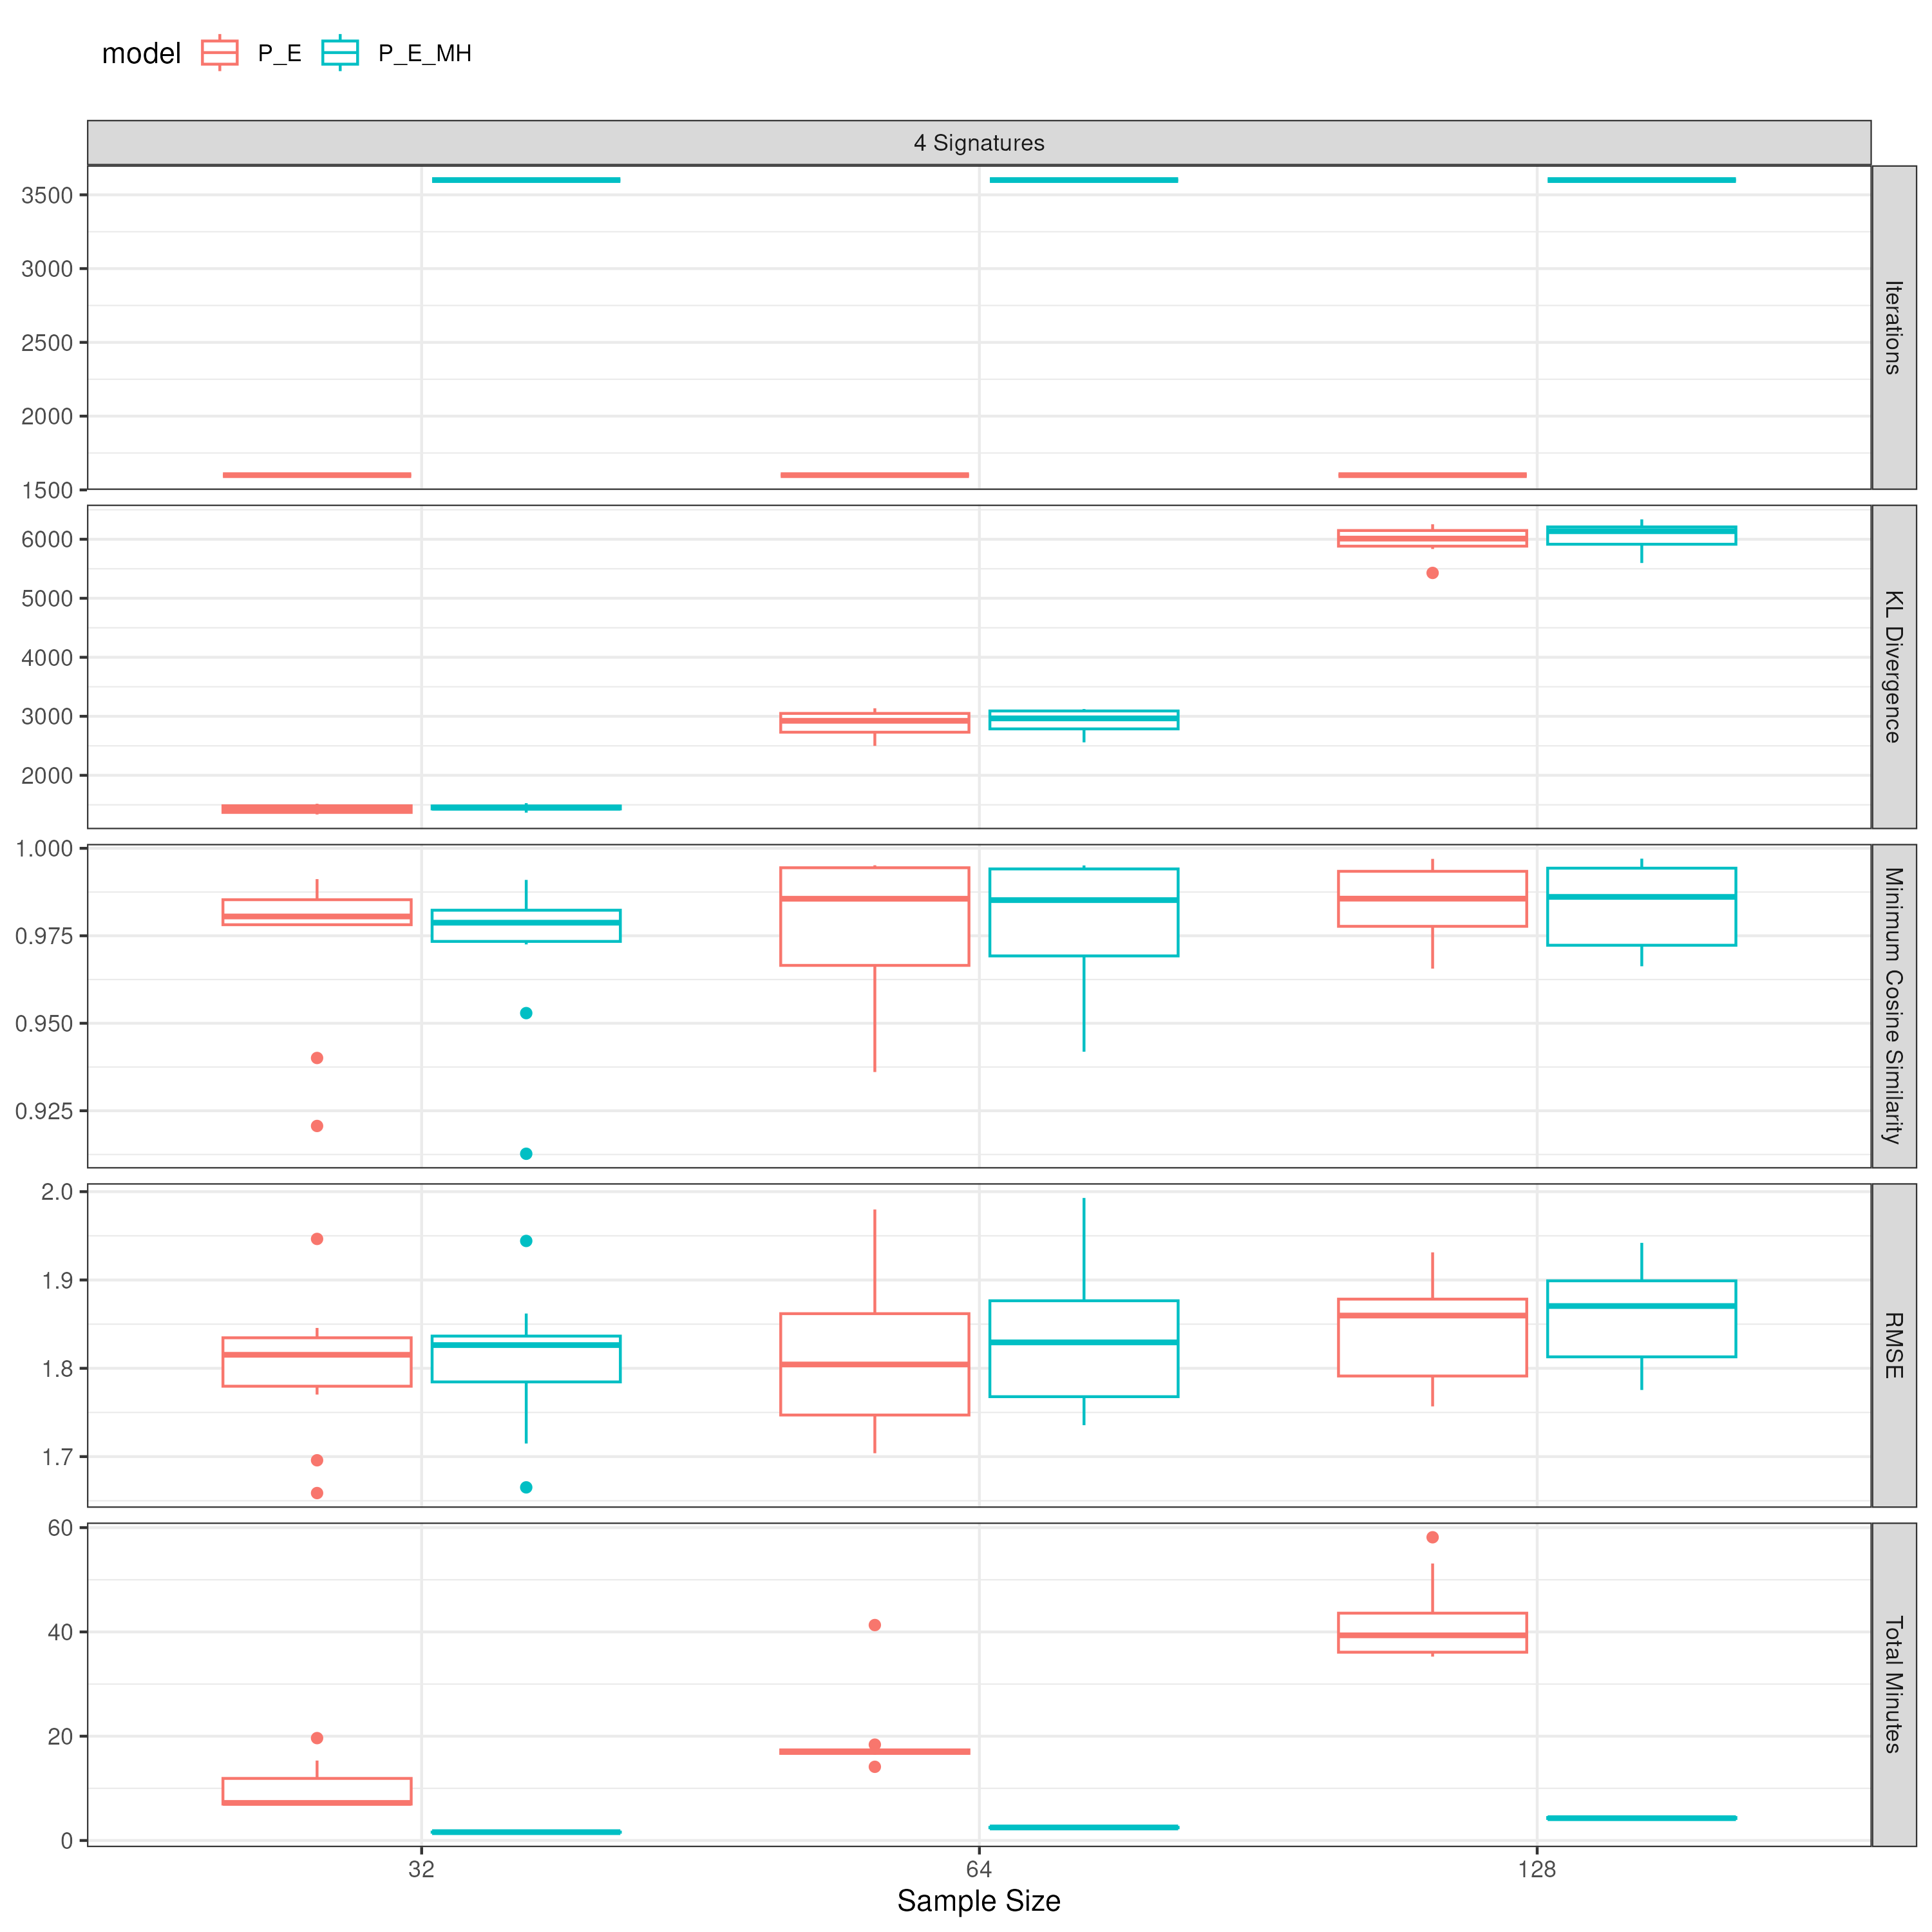 model P_E P_E_MH
4 Signatures
3500
3000
2500
2000
1500
Iterations
6000
5000
4000
3000
2000
KL Divergence
1.000
0.975
0.950
0.925
Minimum Cosine Similarity
2.0
1.9
1.8
1.7
RMSE
60
40
20
0
Total Minutes
32 64 128
Sample Size